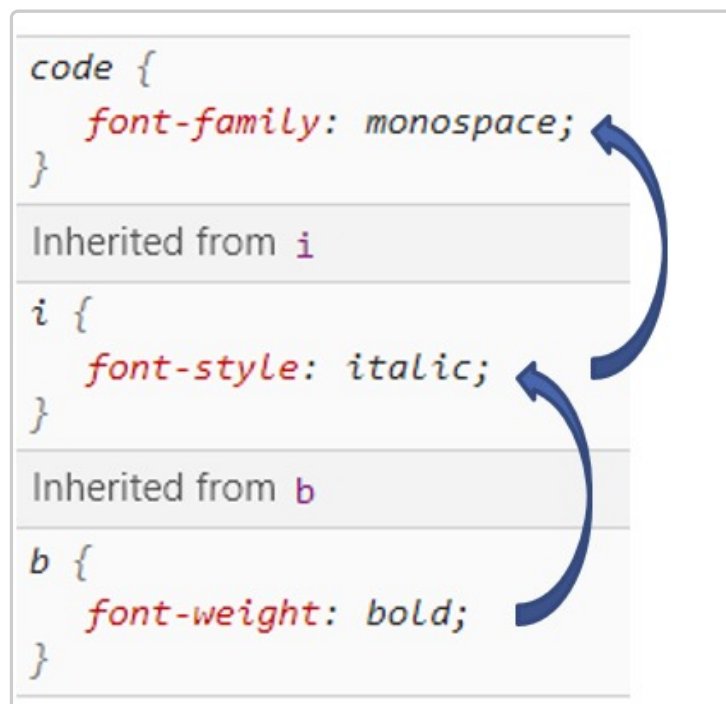 code {
font-family: monospace;
}
Inherited from i
i {
font-style: italic;
}
Inherited from b
b {
font-weight: bold;
}